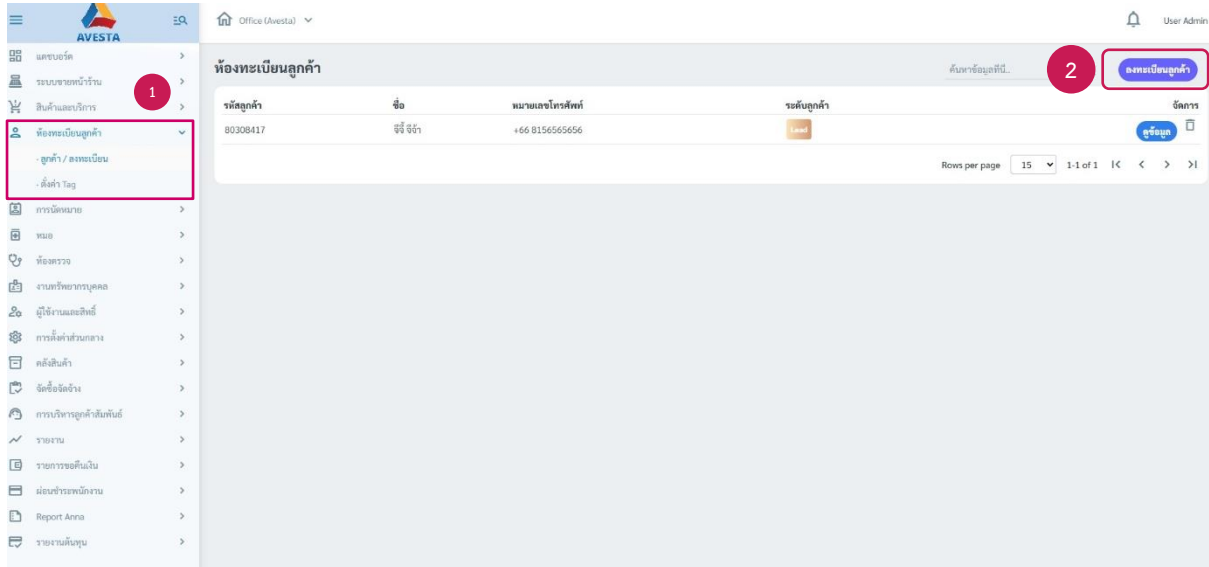 AVESTA
Office (Avesta)
User Admin
แดชบอร์ด
ระบบขายหน้าร้าน
สินค้าและบริการ
1
ห้องทะเบียนลูกค้า
- ลูกค้า / ลงทะเบียน
- ตั้งค่า Tag
การนัดหมาย
หมอ
ห้องตรวจ
งานทรัพยากรบุคคล
ผู้ใช้งานและสิทธิ์
การตั้งค่าส่วนกลาง
คลังสินค้า
จัดซื้อจัดจ้าง
การบริหารลูกค้าสัมพันธ์
รายงาน
รายการขอคืนเงิน
ผ่อนชำระพนักงาน
Report Anna
รายงานต้นทุน
ห้องทะเบียนลูกค้า
ค้นหาข้อมูลที่นี่..
2
ลงทะเบียนลูกค้า
รหัสลูกค้า ชื่อ หมายเลขโทรศัพท์ ระดับลูกค้า จัดการ
80308417 จีจี้ จีจ้า +66 8156565656 Lead ดูข้อมูล
Rows per page 15 1-1 of 1